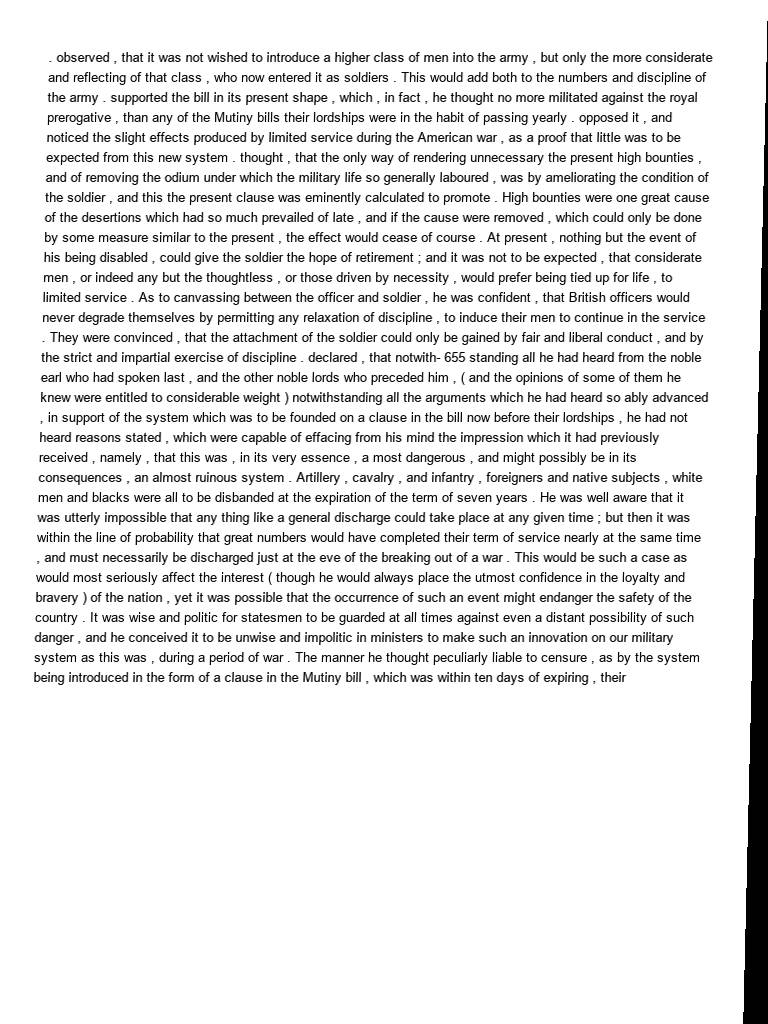 . observed , that it was not wished to introduce a higher class of men into the army , but only the more considerate
and reflecting of that class , who now entered it as soldiers . This would add both to the numbers and discipline of
the army . supported the bill in its present shape , which , in fact , he thought no more militated against the royal
prerogative , than any of the Mutiny bills their lordships were in the habit of passing yearly . opposed it , and
noticed the slight effects produced by limited service during the American war , as a proof that little was to be
expected from this new system . thought , that the only way of rendering unnecessary the present high bounties ,
and of removing the odium under which the military life so generally laboured , was by ameliorating the condition of
the soldier , and this the present clause was eminently calculated to promote . High bounties were one great cause
of the desertions which had so much prevailed of late , and if the cause were removed , which could only be done
by some measure similar to the present , the effect would cease of course . At present , nothing but the event of
his being disabled , could give the soldier the hope of retirement ; and it was not to be expected , that considerate
men , or indeed any but the thoughtless , or those driven by necessity , would prefer being tied up for life , to
limited service . As to canvassing between the officer and soldier , he was confident , that British officers would
never degrade themselves by permitting any relaxation of discipline , to induce their men to continue in the service
. They were convinced , that the attachment of the soldier could only be gained by fair and liberal conduct , and by
the strict and impartial exercise of discipline . declared , that notwith- 655 standing all he had heard from the noble
earl who had spoken last , and the other noble lords who preceded him , ( and the opinions of some of them he
knew were entitled to considerable weight ) notwithstanding all the arguments which he had heard so ably advanced
, in support of the system which was to be founded on a clause in the bill now before their lordships , he had not
heard reasons stated , which were capable of effacing from his mind the impression which it had previously
received , namely , that this was , in its very essence , a most dangerous , and might possibly be in its
consequences , an almost ruinous system . Artillery , cavalry , and infantry , foreigners and native subjects , white
men and blacks were all to be disbanded at the expiration of the term of seven years . He was well aware that it
was utterly impossible that any thing like a general discharge could take place at any given time ; but then it was
within the line of probability that great numbers would have completed their term of service nearly at the same time
, and must necessarily be discharged just at the eve of the breaking out of a war . This would be such a case as
would most seriously affect the interest ( though he would always place the utmost confidence in the loyalty and
bravery ) of the nation , yet it was possible that the occurrence of such an event might endanger the safety of the
country . It was wise and politic for statesmen to be guarded at all times against even a distant possibility of such
danger , and he conceived it to be unwise and impolitic in ministers to make such an innovation on our military
system as this was , during a period of war . The manner he thought peculiarly liable to censure , as by the system
being introduced in the form of a clause in the Mutiny bill , which was within ten days of expiring , their